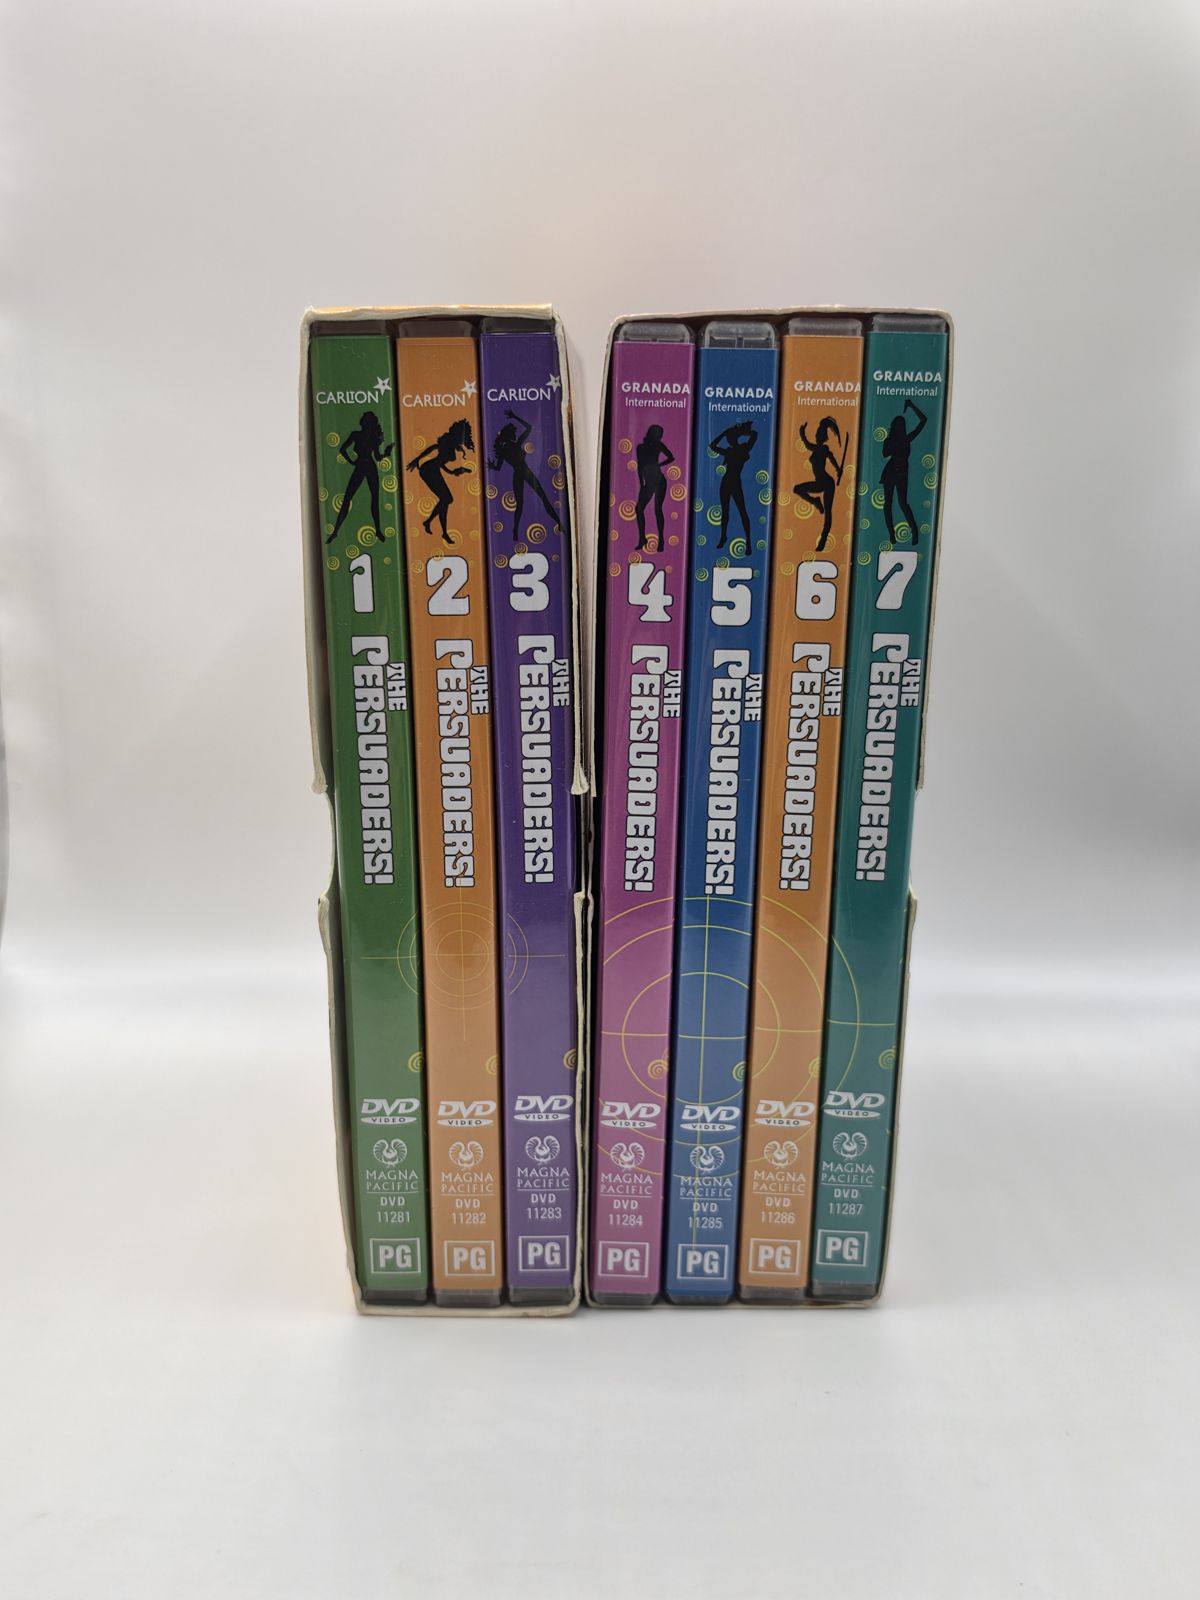 CARLTON
1
THE
PERSUADERS!
DVD
VIDEO
MAGNA
PACIFIC
DVD
11281
PG
CARLTON
2
THE
PERSUADERS!
DVD
VIDEO
MAGNA
PACIFIC
DVD
11282
PG
CARLTON
3
THE
PERSUADERS!
DVD
VIDEO
MAGNA
PACIFIC
DVD
11283
PG
GRANADA
International
4
THE
PERSUADERS!
DVD
VIDEO
MAGNA
PACIFIC
DVD
11284
PG
GRANADA
International
5
THE
PERSUADERS!
DVD
VIDEO
MAGNA
PACIFIC
DVD
11285
PG
GRANADA
International
6
THE
PERSUADERS!
DVD
VIDEO
MAGNA
PACIFIC
DVD
11286
PG
GRANADA
International
7
THE
PERSUADERS!
DVD
VIDEO
MAGNA
PACIFIC
DVD
11287
PG